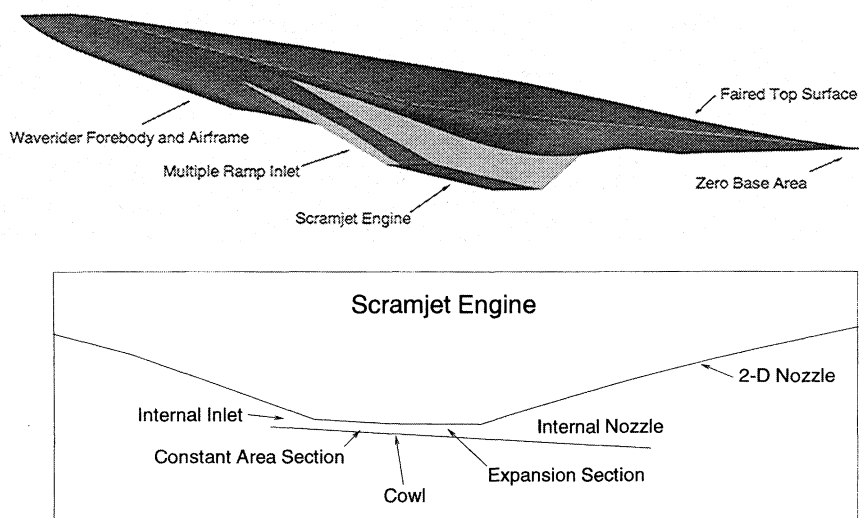 Faired Top Surface
Waverider Forebody and Airframe
Multiple Ramp Inlet
Zero Base Area
Scramjet Engine
Scramjet Engine
2-D Nozzle
Internal Inlet
Internal Nozzle
Constant Area Section
Expansion Section
Cowl